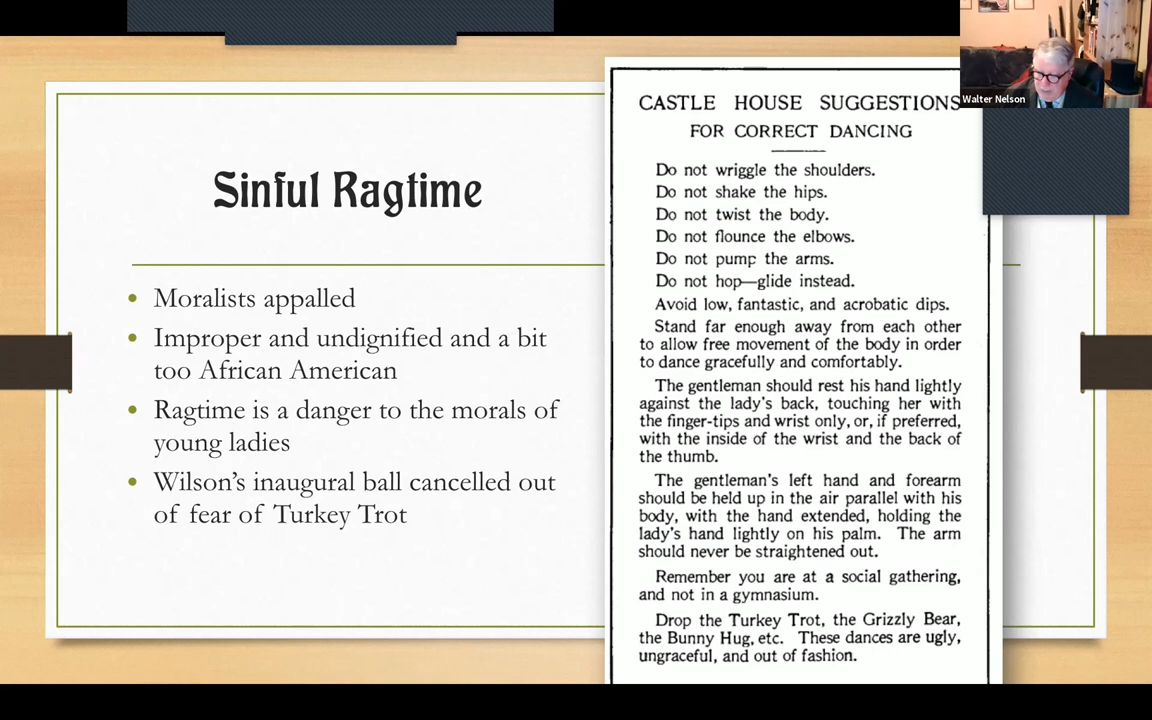 Sinful Ragtime
• Moralists appalled
• Improper and undignified and a bit
too African American
• Ragtime is a danger to the morals of
young ladies
• Wilson's inaugural ball cancelled out
of fear of Turkey Trot
CASTLE HOUSE SUGGESTIONS
FOR CORRECT DANCING
Do not wriggle the shoulders.
Do not shake the hips.
Do not twist the body.
Do not flounce the elbows.
Do not pump the arms.
Do not hop—glide instead.
Avoid low, fantastic, and acrobatic dips.
Stand far enough away from each other
to allow free movement of the body in order
to dance gracefully and comfortably.
The gentleman should rest his hand lightly
against the lady's back, touching her with
the finger-tips and wrist only, or, if preferred,
with the inside of the wrist and the back of
the thumb.
The gentleman's left hand and forearm
should be held up in the air parallel with his
body, with the hand extended, holding the
lady's hand lightly on his palm. The arm
should never be straightened out.
Remember you are at a social gathering,
and not in a gymnasium.
Drop the Turkey Trot, the Grizzly Bear,
the Bunny Hug, etc. These dances are ugly,
ungraceful, and out of fashion.
Walter Nelson